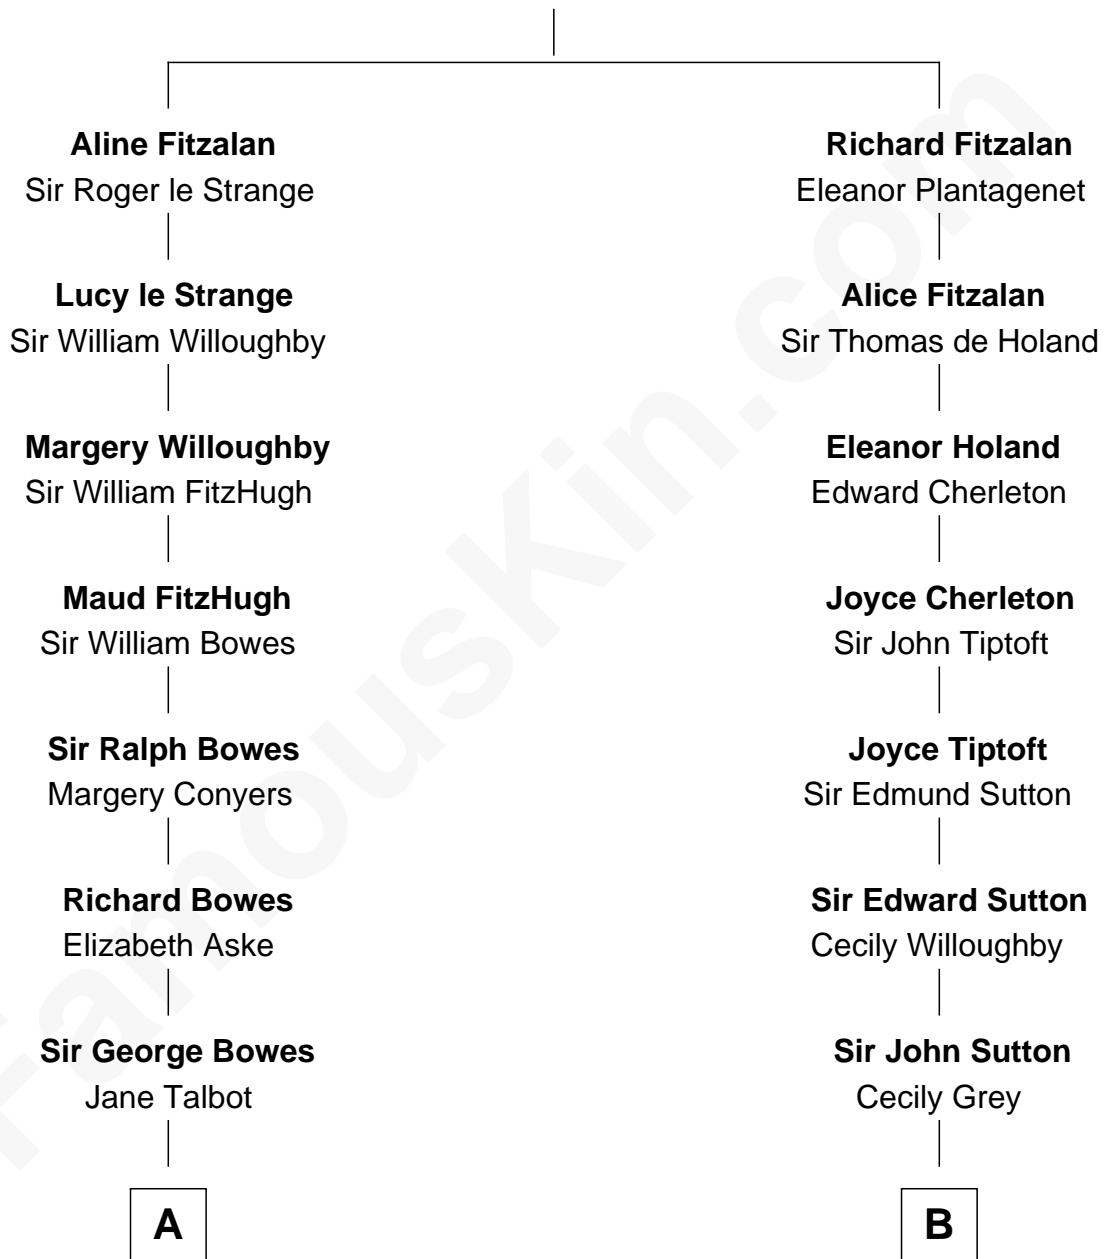 Aline Fitzalan
Sir Roger le Strange
Richard Fitzalan
Eleanor Plantagenet
Lucy le Strange
Sir William Willoughby
Alice Fitzalan
Sir Thomas de Holand
Margery Willoughby
Sir William FitzHugh
Eleanor Holand
Edward Cherleton
Maud FitzHugh
Sir William Bowes
Joyce Cherleton
Sir John Tiptoft
Sir Ralph Bowes
Margery Conyers
Joyce Tiptoft
Sir Edmund Sutton
Richard Bowes
Elizabeth Aske
Sir Edward Sutton
Cecily Willoughby
Sir George Bowes
Jane Talbot
Sir John Sutton
Cecily Grey
A
B
FamousKin.com